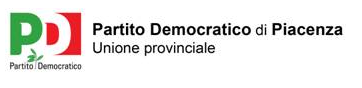 PD
Partito Democratico
Partito Democratico di Piacenza
Unione provinciale